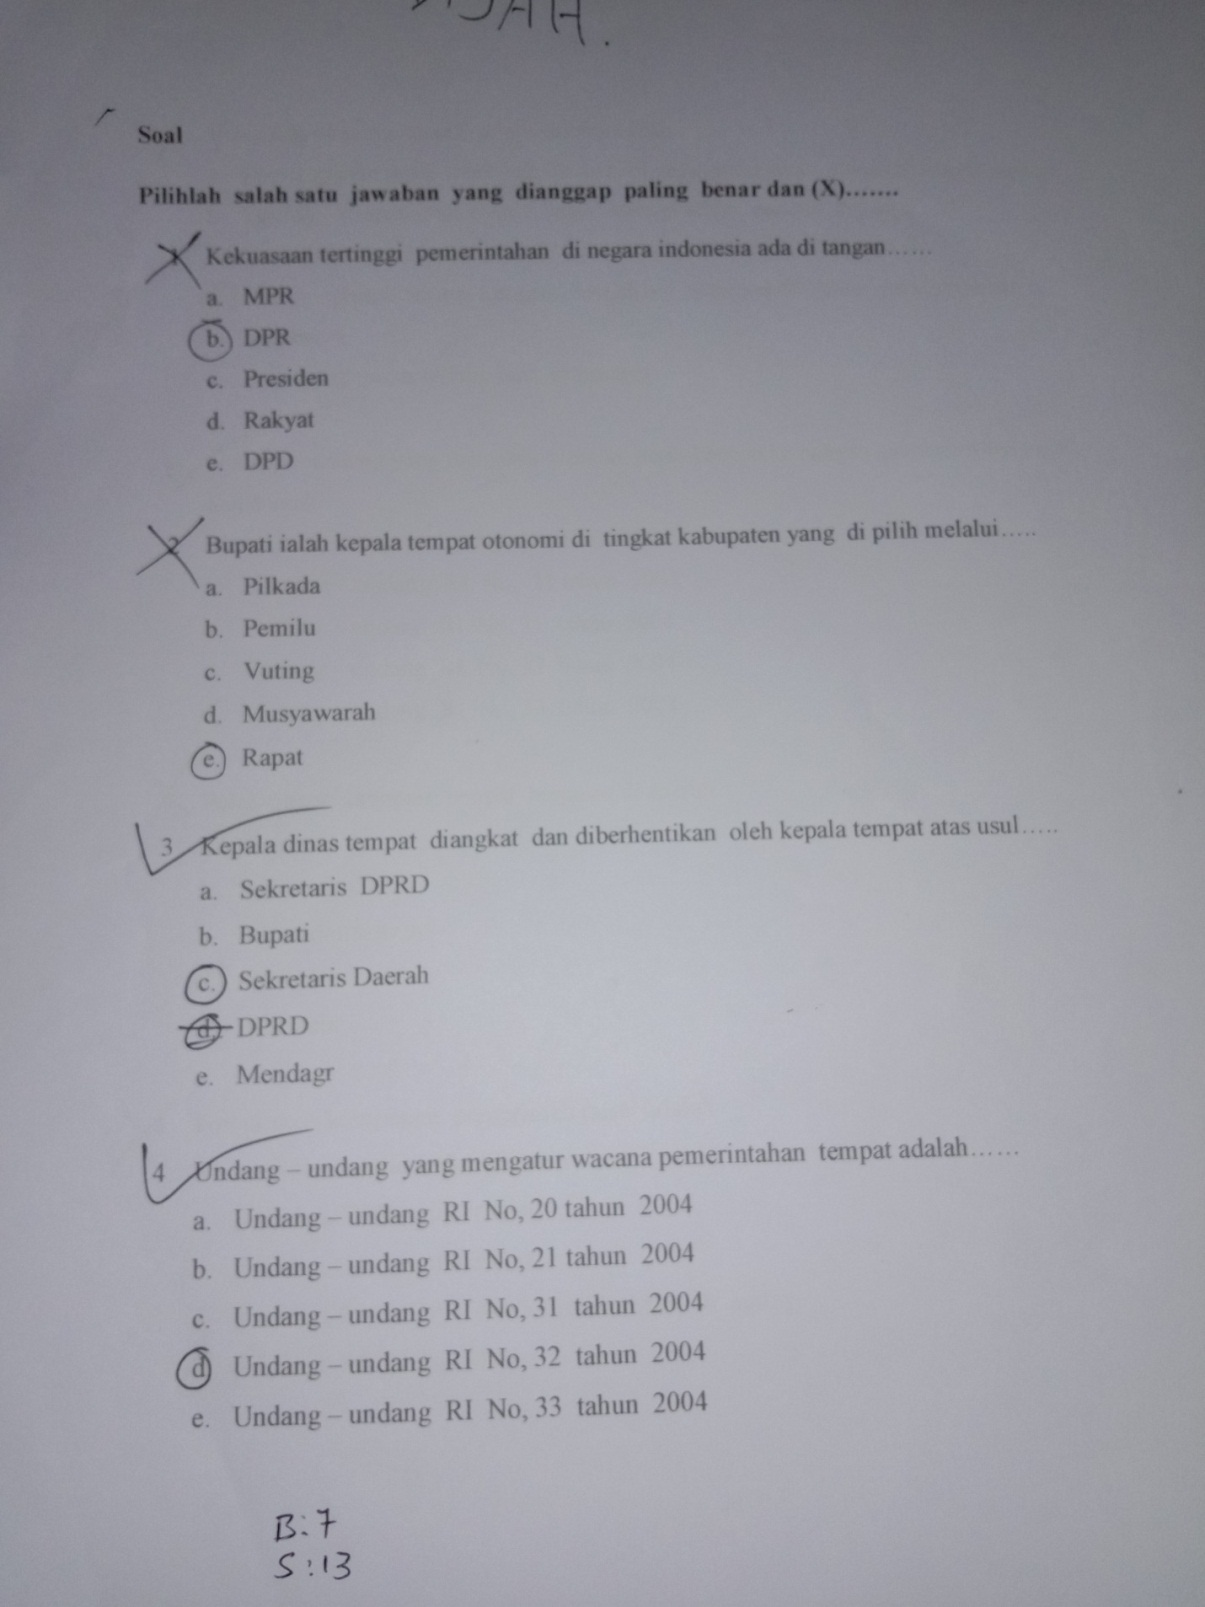 Soal
Pilihlah salah satu jawaban yang dianggap paling benar dan (X).......
1 Kekuasaan tertinggi pemerintahan di negara indonesia ada di tangan......
a. MPR
b. DPR
c. Presiden
d. Rakyat
e. DPD
2 Bupati ialah kepala tempat otonomi di tingkat kabupaten yang di pilih melalui.....
a. Pilkada
b. Pemilu
c. Vuting
d. Musyawarah
e. Rapat
3 Kepala dinas tempat diangkat dan diberhentikan oleh kepala tempat atas usul.....
a. Sekretaris DPRD
b. Bupati
c. Sekretaris Daerah
d. DPRD
e. Mendagr
4 Undang – undang yang mengatur wacana pemerintahan tempat adalah......
a. Undang – undang RI No, 20 tahun 2004
b. Undang – undang RI No, 21 tahun 2004
c. Undang – undang RI No, 31 tahun 2004
d Undang – undang RI No, 32 tahun 2004
e. Undang – undang RI No, 33 tahun 2004
B: 7
S: 13